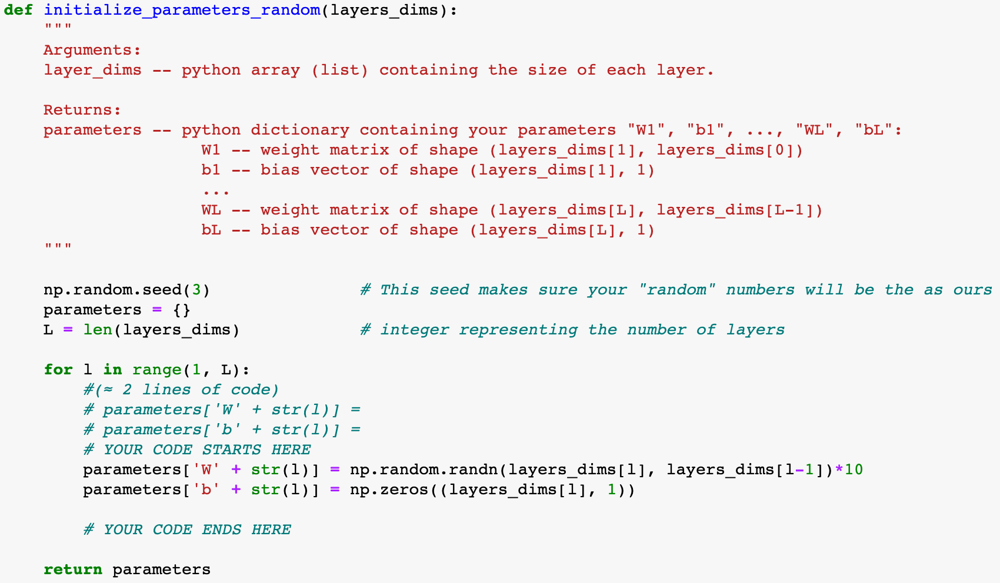 def initialize_parameters_random(layers_dims):
    """
    Arguments:
    layer_dims -- python array (list) containing the size of each layer.

    Returns:
    parameters -- python dictionary containing your parameters "W1", "b1", ..., "WL", "bL":
                    W1 -- weight matrix of shape (layers_dims[1], layers_dims[0])
                    b1 -- bias vector of shape (layers_dims[1], 1)
                    ...
                    WL -- weight matrix of shape (layers_dims[L], layers_dims[L-1])
                    bL -- bias vector of shape (layers_dims[L], 1)
    """

    np.random.seed(3)               # This seed makes sure your "random" numbers will be the as ours
    parameters = {}
    L = len(layers_dims)            # integer representing the number of layers

    for l in range(1, L):
        #(≈ 2 lines of code)
        # parameters['W' + str(l)] =
        # parameters['b' + str(l)] =
        # YOUR CODE STARTS HERE
        parameters['W' + str(l)] = np.random.randn(layers_dims[l], layers_dims[l-1])*10
        parameters['b' + str(l)] = np.zeros((layers_dims[l], 1))

        # YOUR CODE ENDS HERE

    return parameters